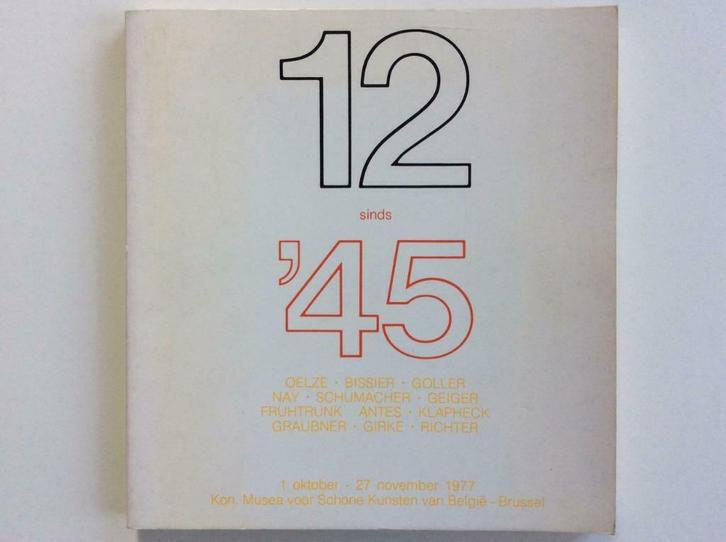 12
sinds
'45
OELZE · BISSIER · GOLLER
NAY · SCHUMACHER · GEIGER
FRUHTRUNK ANTES · KLAPHECK
GRAUBNER · GIRKE · RICHTER
1 oktober - 27 november 1977
Kon. Musea voor Schone Kunsten van België - Brussel